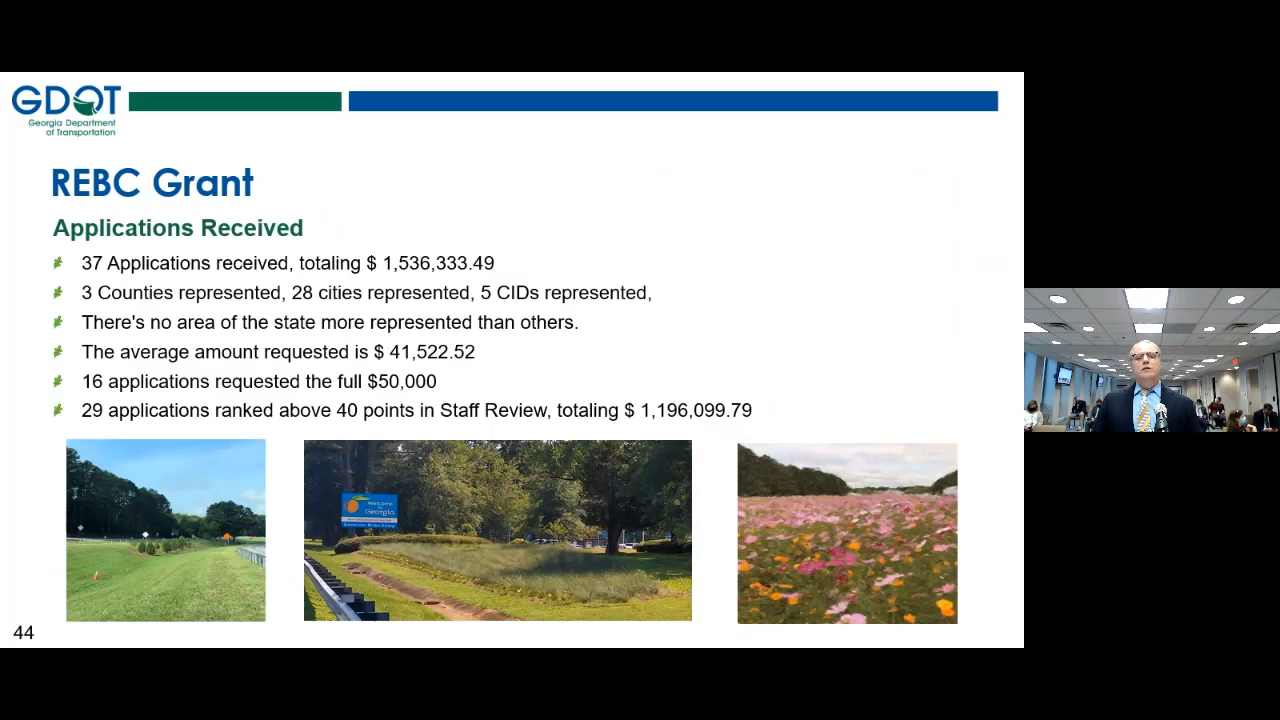 GDOT
Georgia Department
of Transportation
REBC Grant
Applications Received
37 Applications received, totaling $ 1,536,333.49
3 Counties represented, 28 cities represented, 5 CIDs represented,
There's no area of the state more represented than others.
The average amount requested is $ 41,522.52
16 applications requested the full $50,000
29 applications ranked above 40 points in Staff Review, totaling $ 1,196,099.79
Welcome
to
Georgia
Governor Brian Kemp
44